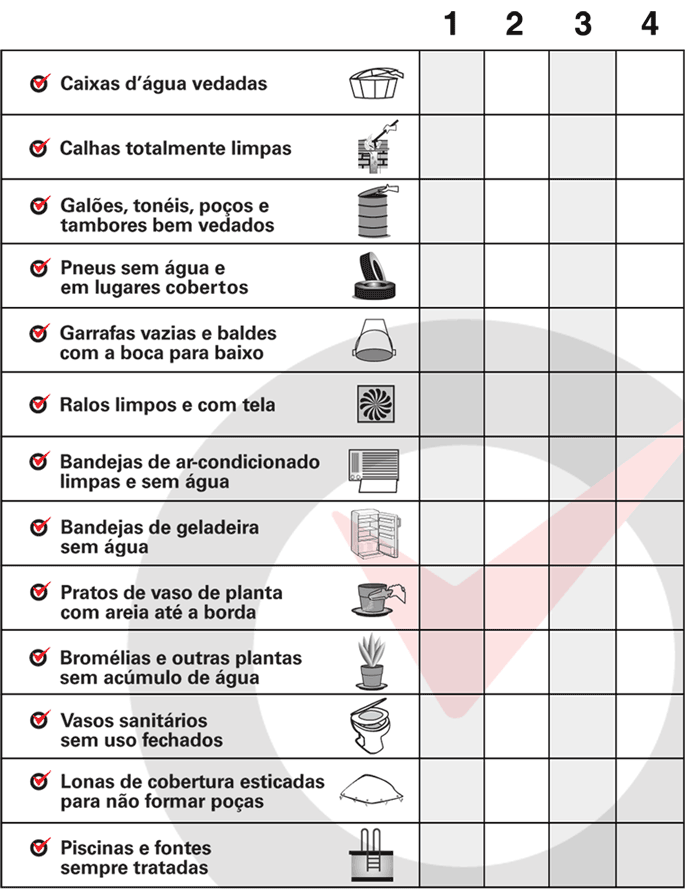 1 2 3 4
Caixas d'água vedadas
Calhas totalmente limpas
Galões, tonéis, poços e
tambores bem vedados
Pneus sem água e
em lugares cobertos
Garrafas vazias e baldes
com a boca para baixo
Ralos limpos e com tela
Bandejas de ar-condicionado
limpas e sem água
Bandejas de geladeira
sem água
Pratos de vaso de planta
com areia até a borda
Bromélias e outras plantas
sem acúmulo de água
Vasos sanitários
sem uso fechados
Lonas de cobertura esticadas
para não formar poças
Piscinas e fontes
sempre tratadas